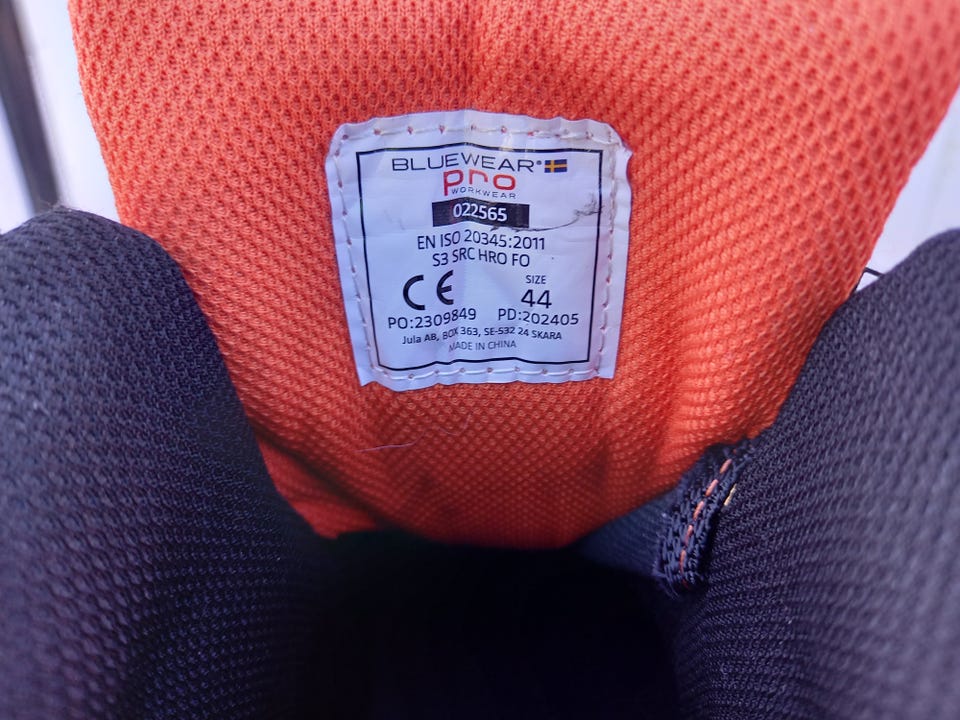 BLUEWEAR®
pro
WORKWEAR
022565
EN ISO 20345:2011
S3 SRC HRO FO
CE SIZE
44
PO:2309849 PD:202405
Jula AB, BOX 363, SE-532 24 SKARA
MADE IN CHINA